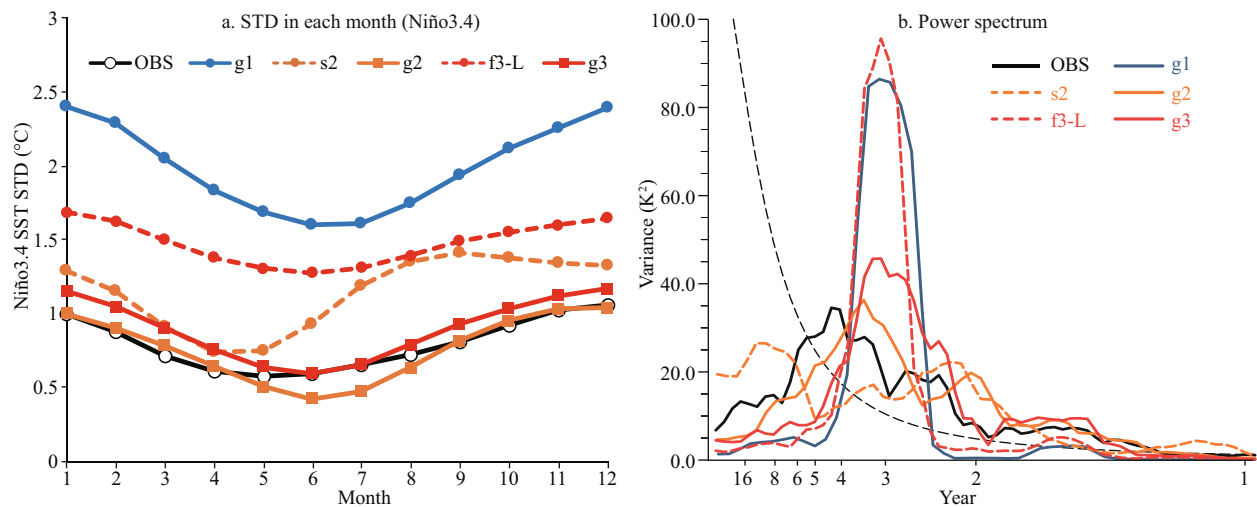 a. STD in each month (Niño3.4)
OBS g1 s2 g2 f3-L g3
Niño3.4 SST STD (°C)
3
2.5
2
1.5
1
0.5
0
1 2 3 4 5 6 7 8 9 10 11 12
Month
b. Power spectrum
OBS g1
s2 g2
f3-L g3
Variance (K²)
100.0
80.0
60.0
40.0
20.0
0.0
16 8 6 5 4 3 2 1
Year